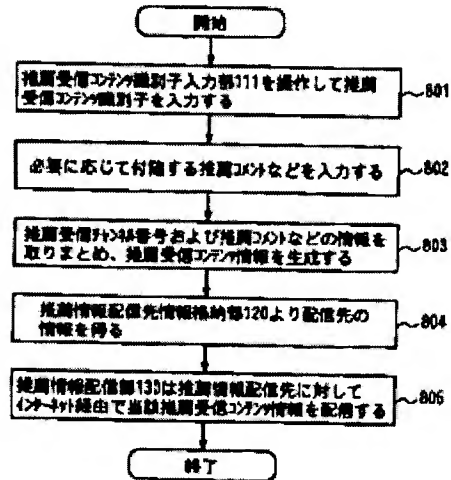 開始
推薦受信コンテンツ識別子入力部111を操作して推薦
受信コンテンツ識別子を入力する
801
必要に応じて付随する推薦コメントなどを入力する
802
推薦受信チャンネル番号および推薦コメントなどの情報を
取りまとめ、推薦受信コンテンツ情報を生成する
803
推薦情報配信先情報格納部120より配信先の
情報を得る
804
推薦情報配信部130は推薦情報配信先に対して
インターネット経由で当該推薦受信コンテンツ情報を配信する
805
終了